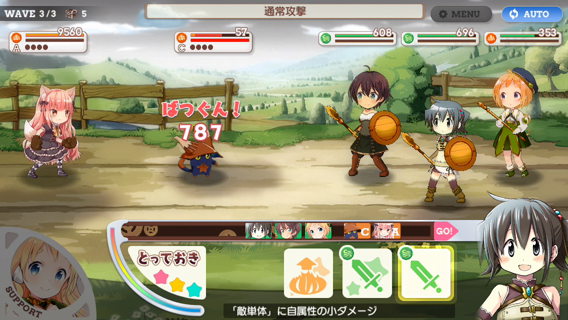 WAVE 3/3 5
通常攻撃
MENU
AUTO
9560
A
57
C
608
696
353
ばつぐん!
787
C
A
GO!
とっておき
SUPPORT
「敵単体」に自属性の小ダメージ